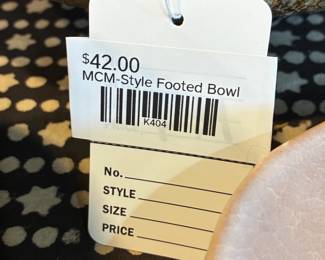 $42.00
MCM-Style Footed Bowl
K404
No.
STYLE
SIZE
PRICE